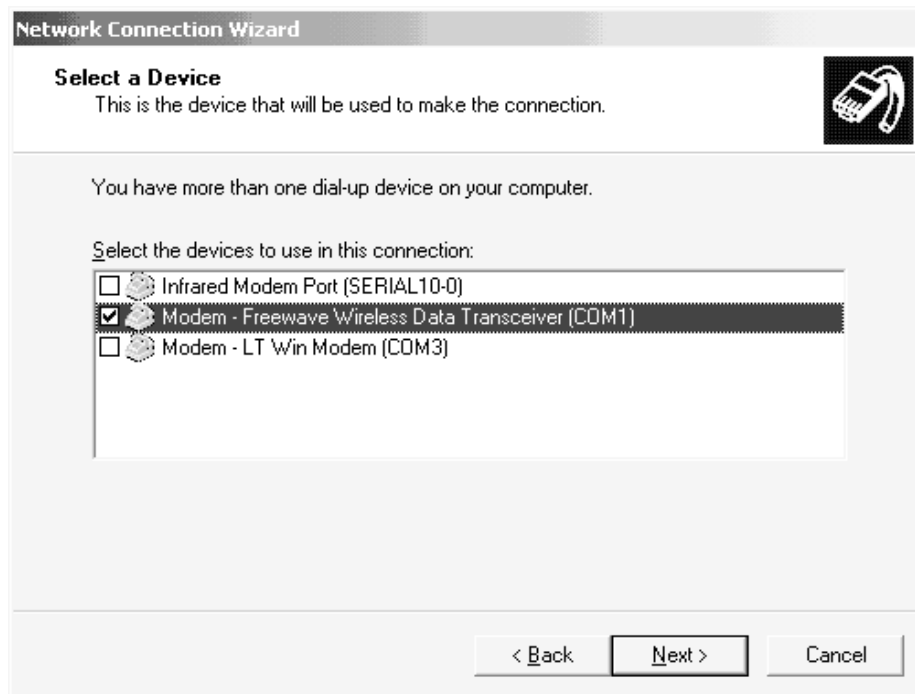 Network Connection Wizard
Select a Device
This is the device that will be used to make the connection.
You have more than one dial-up device on your computer.
Select the devices to use in this connection:
Infrared Modem Port (SERIAL10-0)
Modem - Freewave Wireless Data Transceiver (COM1)
Modem - LT Win Modem (COM3)
< Back
Next >
Cancel